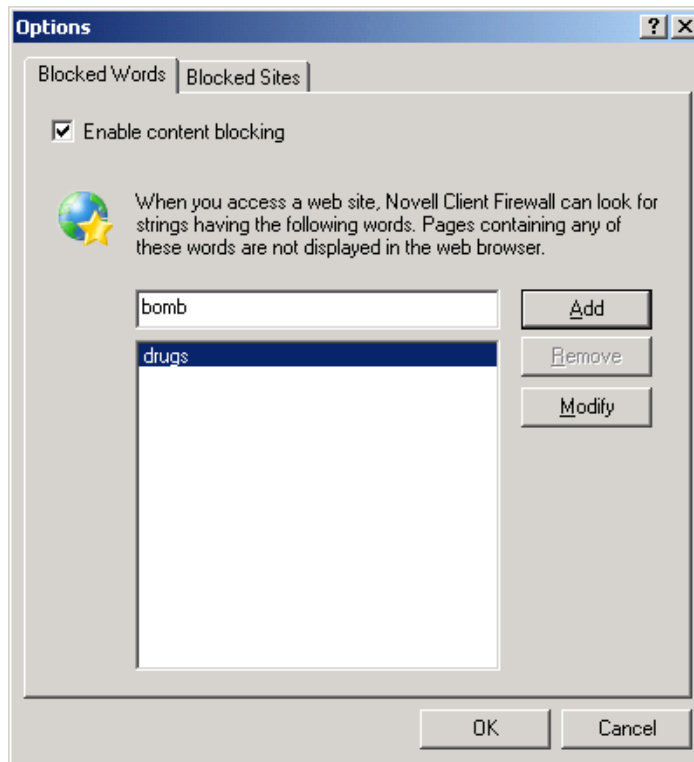 Options
Blocked Words Blocked Sites
Enable content blocking
When you access a web site, Novell Client Firewall can look for
strings having the following words. Pages containing any of
these words are not displayed in the web browser.
bomb Add
drugs Remove
Modify
OK Cancel